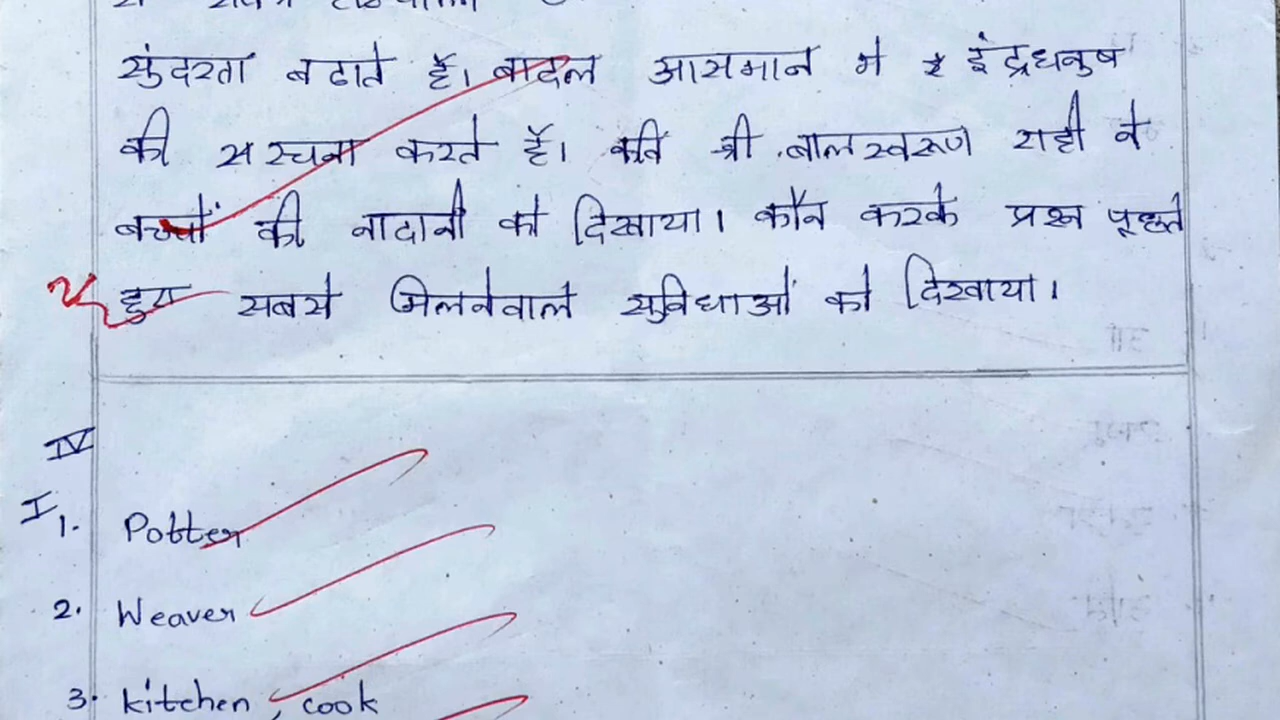 सुंदरता बढाते हैं। बादल आसमान मे इंद्रधनुष
की स रचना करते हैं। कवि श्री बालस्वरूप राही ने
बच्चों की नादानी को दिखाया। कौन करके प्रश्न पूछते
हुए सबसे मिलनेवाले सुविधाओं को दिखाया।
IV
I 1. Potter
2. Weaver
3. kitchen, cook